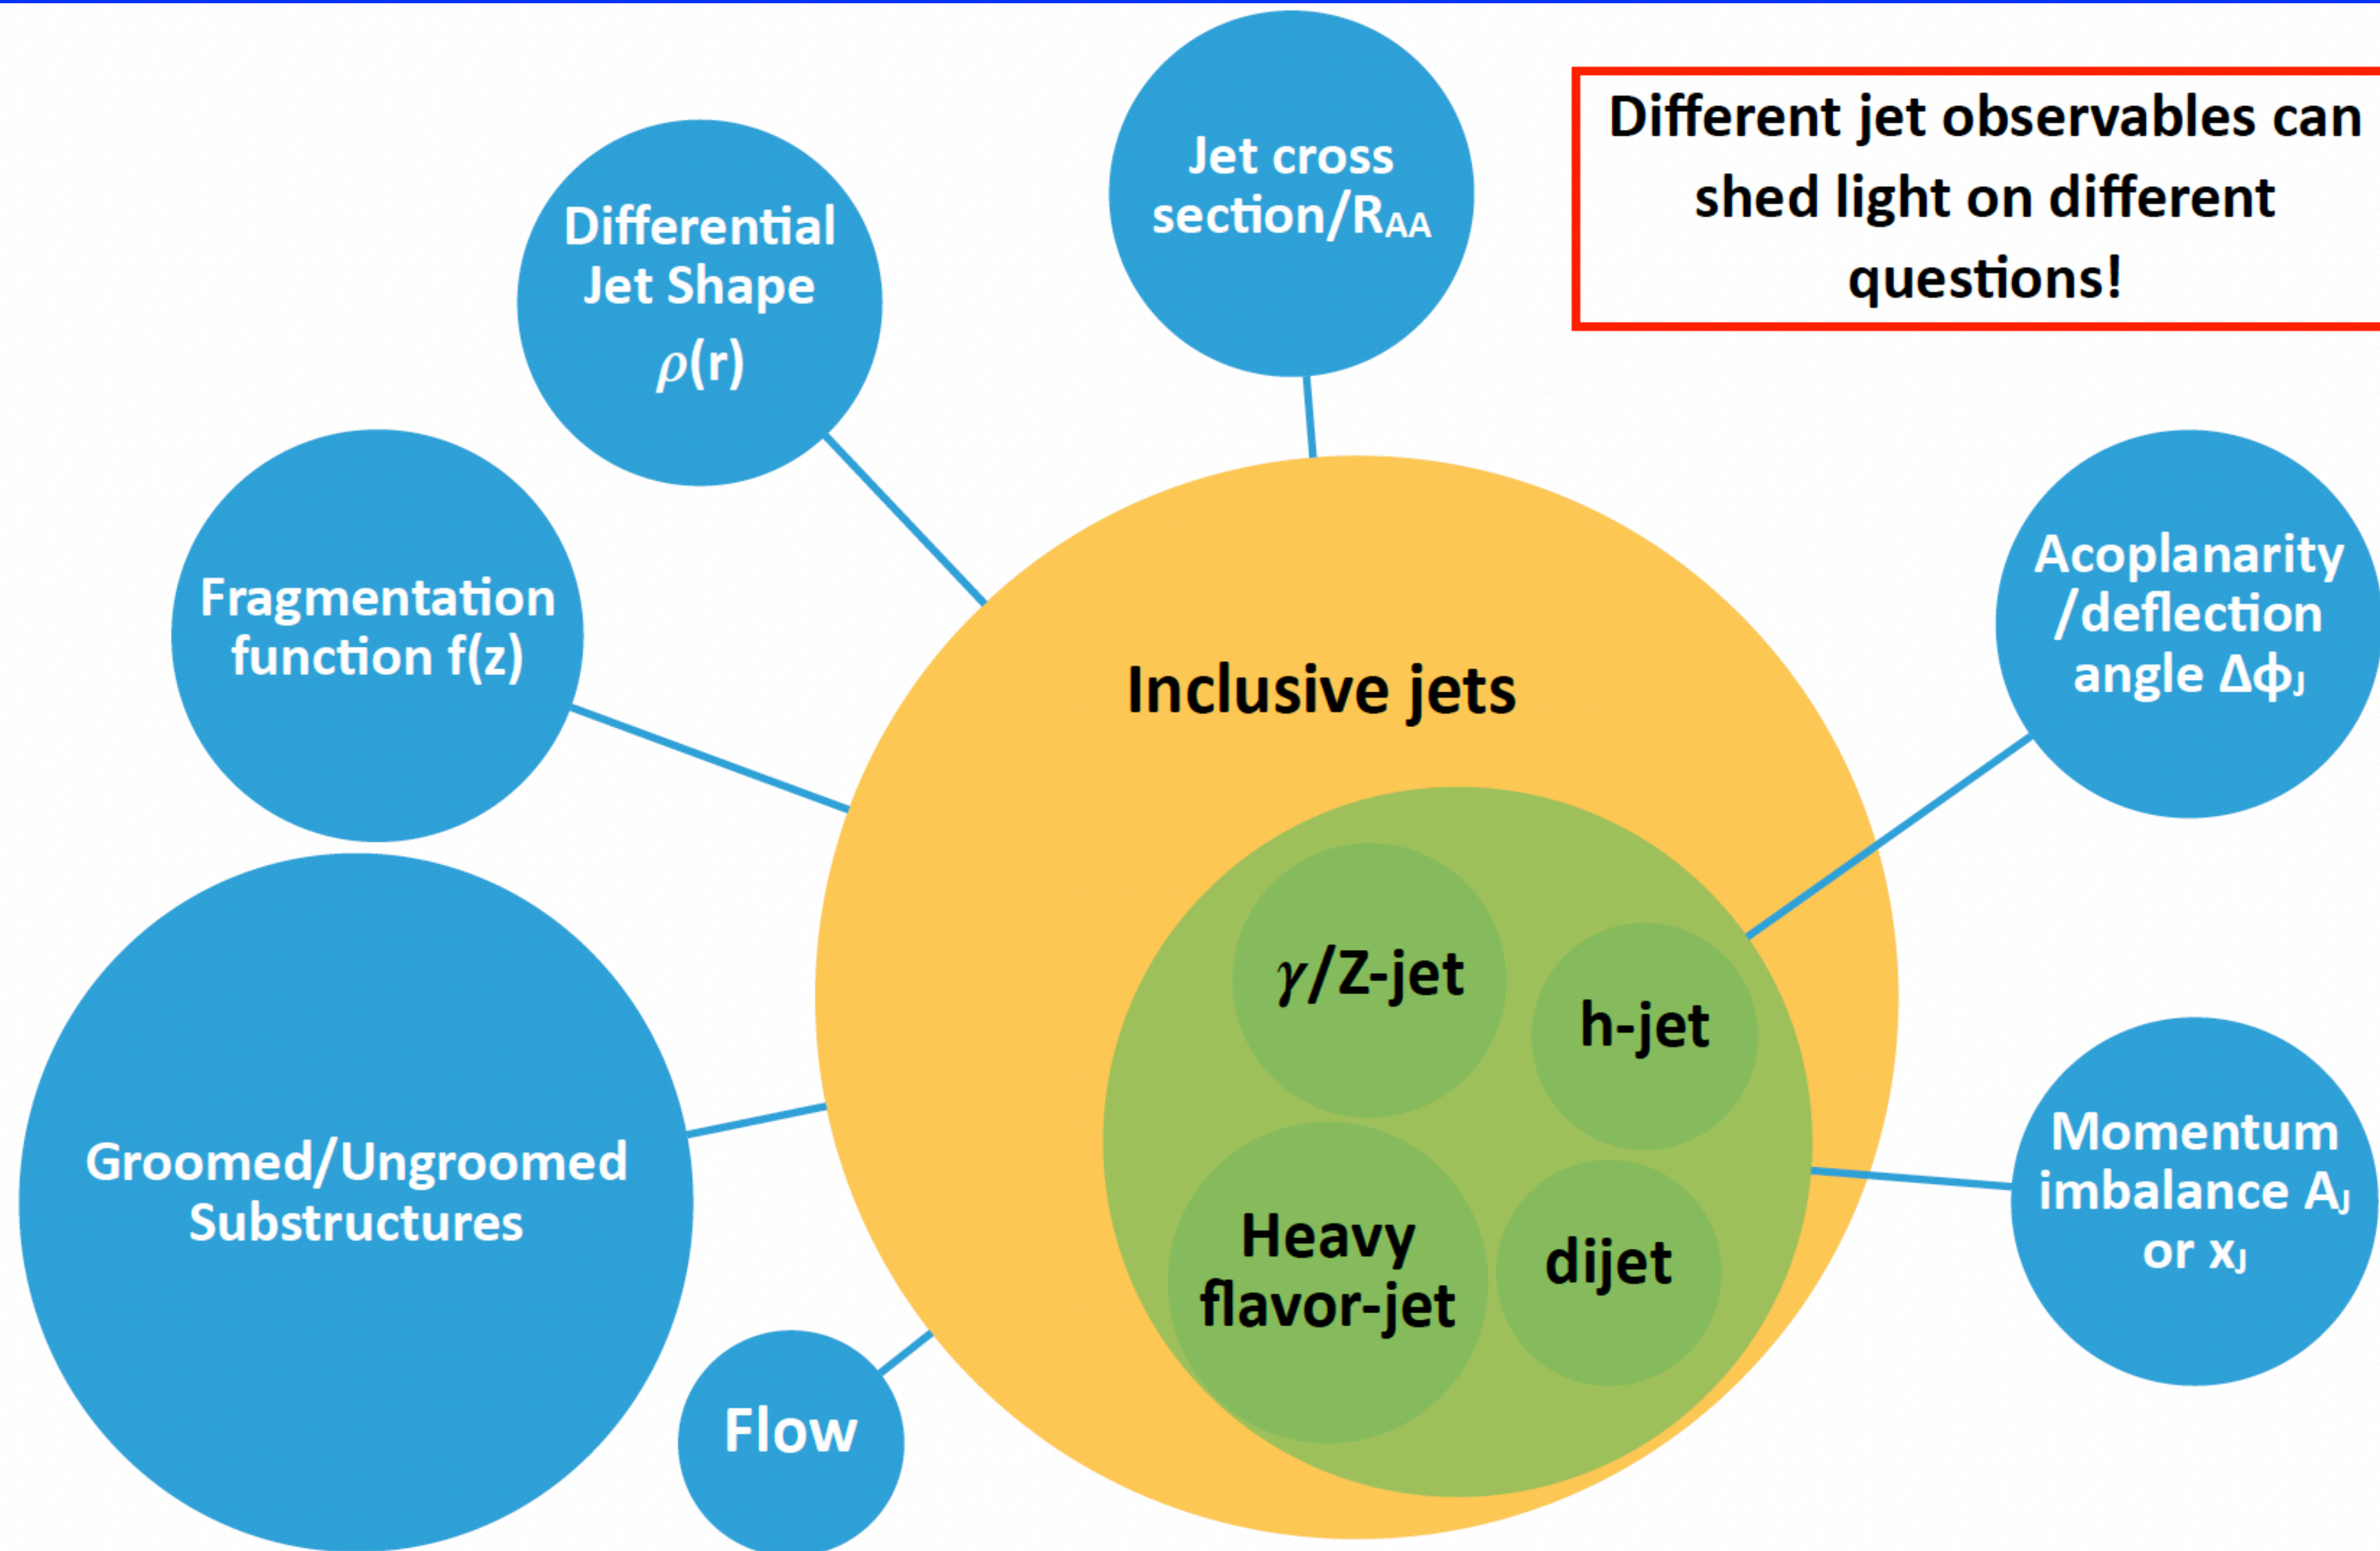 Jet cross
section/RAA
Different jet observables can
shed light on different
questions!
Differential
Jet Shape
ρ(r)
Fragmentation
function f(z)
Acoplanarity
/deflection
angle ΔϕJ
Inclusive jets
γ/Z-jet
h-jet
Heavy
flavor-jet
dijet
Momentum
imbalance AJ
or xJ
Groomed/Ungroomed
Substructures
Flow